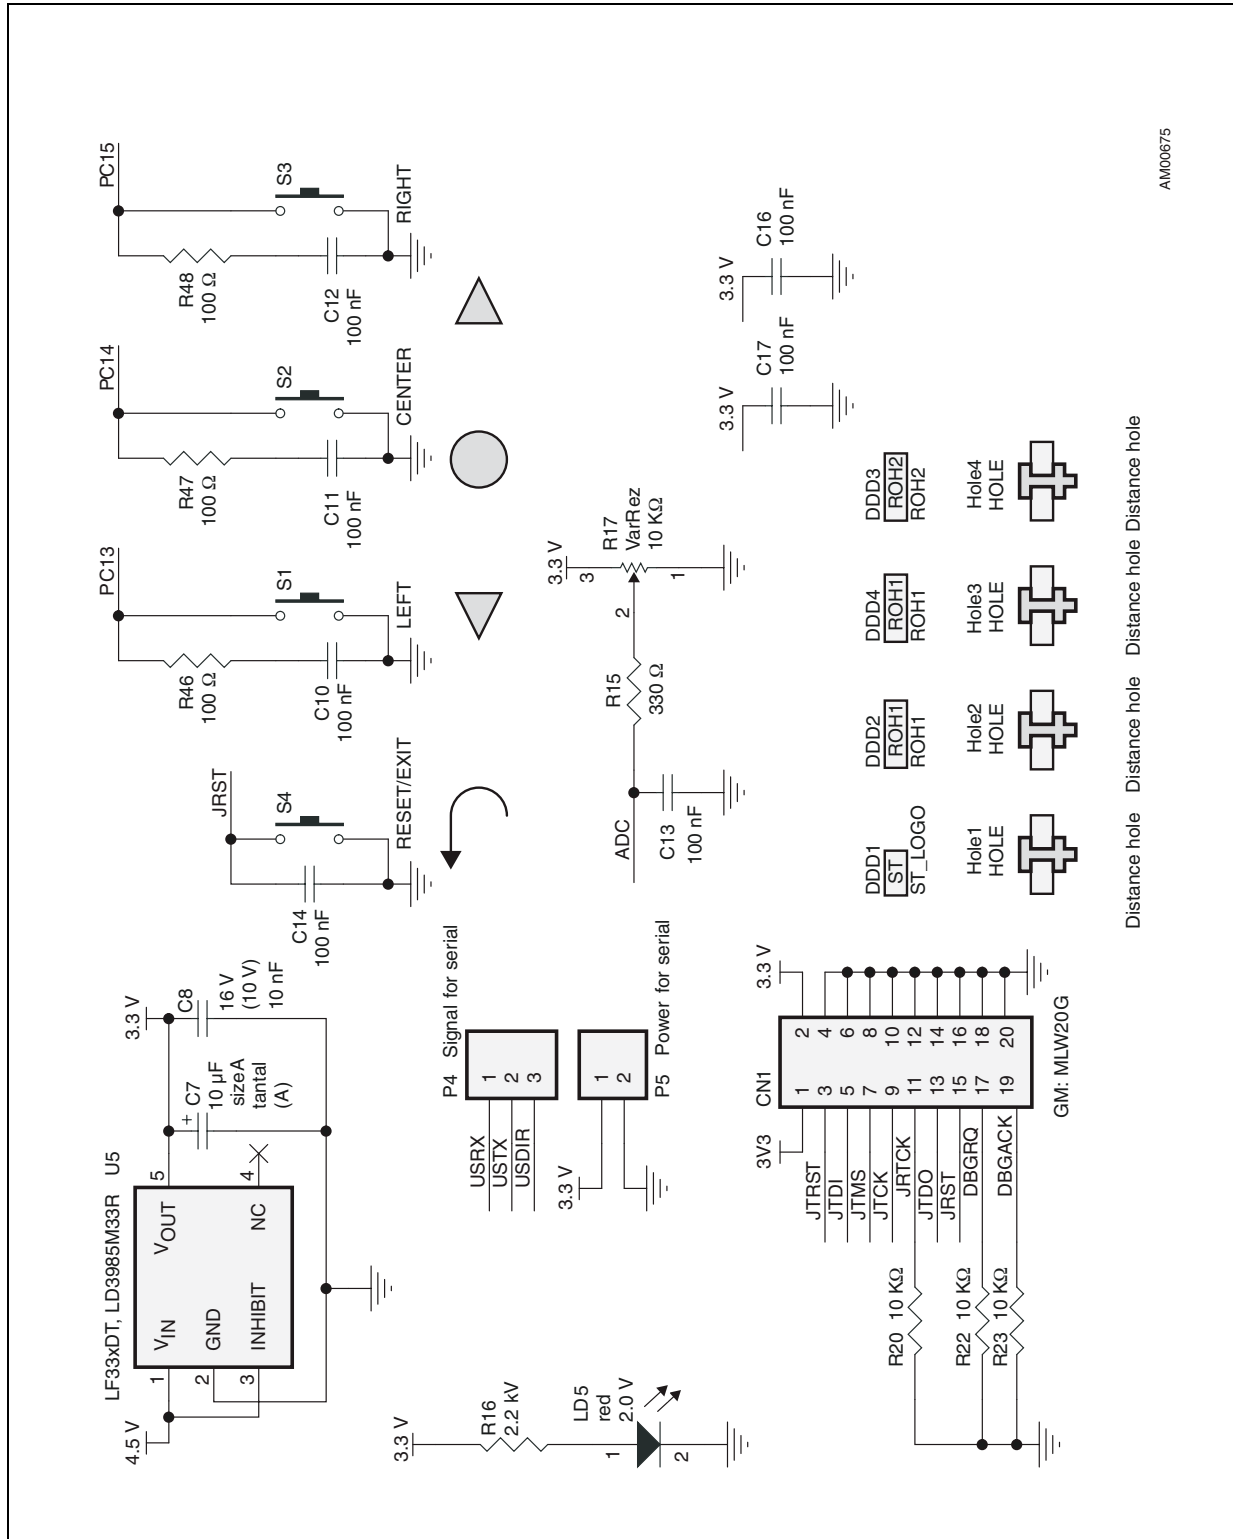 LF33xDT, LD3985M33R U5
4.5 V
1
2
3
VIN
GND
INHIBIT
VOUT
NC
5
4
3.3 V
+ C7
10 µF
sizeA
tantal
(A)
C8
16 V
(10 V)
10 nF
JRST
S4
C14
100 nF
RESET/EXIT
PC13
S1
R46
100 Ω
C10
100 nF
LEFT
PC14
S2
R47
100 Ω
C11
100 nF
CENTER
PC15
S3
R48
100 Ω
C12
100 nF
RIGHT
3.3 V
R16
2.2 kV
LD5
red
2.0 V
1
2
P4 Signal for serial
USRX
USTX
USDIR
1
2
3
3.3 V
1
2
P5 Power for serial
ADC
C13
100 nF
R15
330 Ω
3.3 V
3
2
1
R17
VarRez
10 KΩ
3.3 V
C17
100 nF
3.3 V
C16
100 nF
CN1
3V3
3.3 V
JTRST
JTDI
JTMS
JTCK
JRTCK
JTDO
JRST
DBGRQ
DBGACK
1 2
3 4
5 6
7 8
9 10
11 12
13 14
15 16
17 18
19 20
R20 10 KΩ
R22 10 KΩ
R23 10 KΩ
GM: MLW20G
DDD1
ST
ST_LOGO
DDD2
ROH1
ROH1
DDD4
ROH1
ROH1
DDD3
ROH2
ROH2
Hole1
HOLE
Hole2
HOLE
Hole3
HOLE
Hole4
HOLE
Distance hole
Distance hole
Distance hole
Distance hole
AM00675